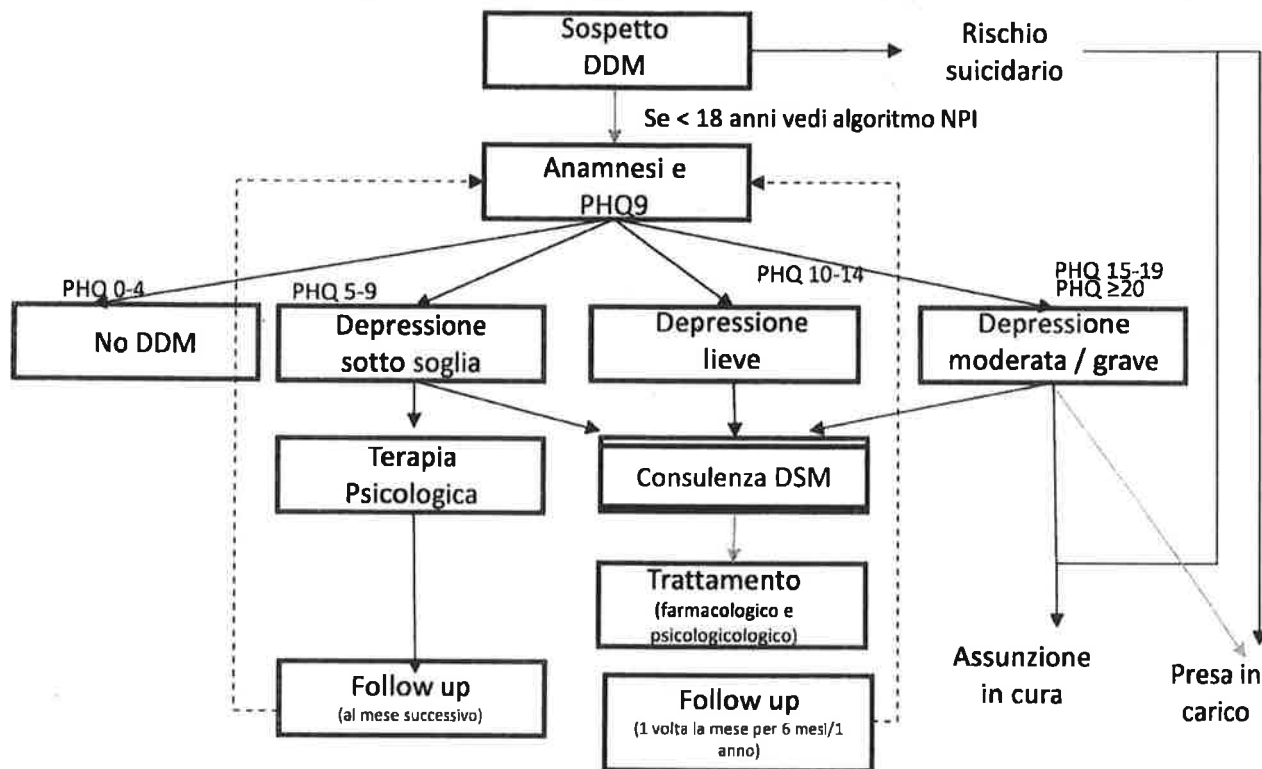 Sospetto
DDM
Rischio
suicidario
Se < 18 anni vedi algoritmo NPI
Anamnesi e
PHQ9
PHQ 0-4
PHQ 5-9
PHQ 10-14
PHQ 15-19
PHQ ≥20
No DDM
Depressione
sotto soglia
Depressione
lieve
Depressione
moderata / grave
Terapia
Psicologica
Consulenza DSM
Trattamento
(farmacologico e
psicologicologico)
Assunzione
in cura
Presa in
carico
Follow up
(al mese successivo)
Follow up
(1 volta la mese per 6 mesi/1
anno)